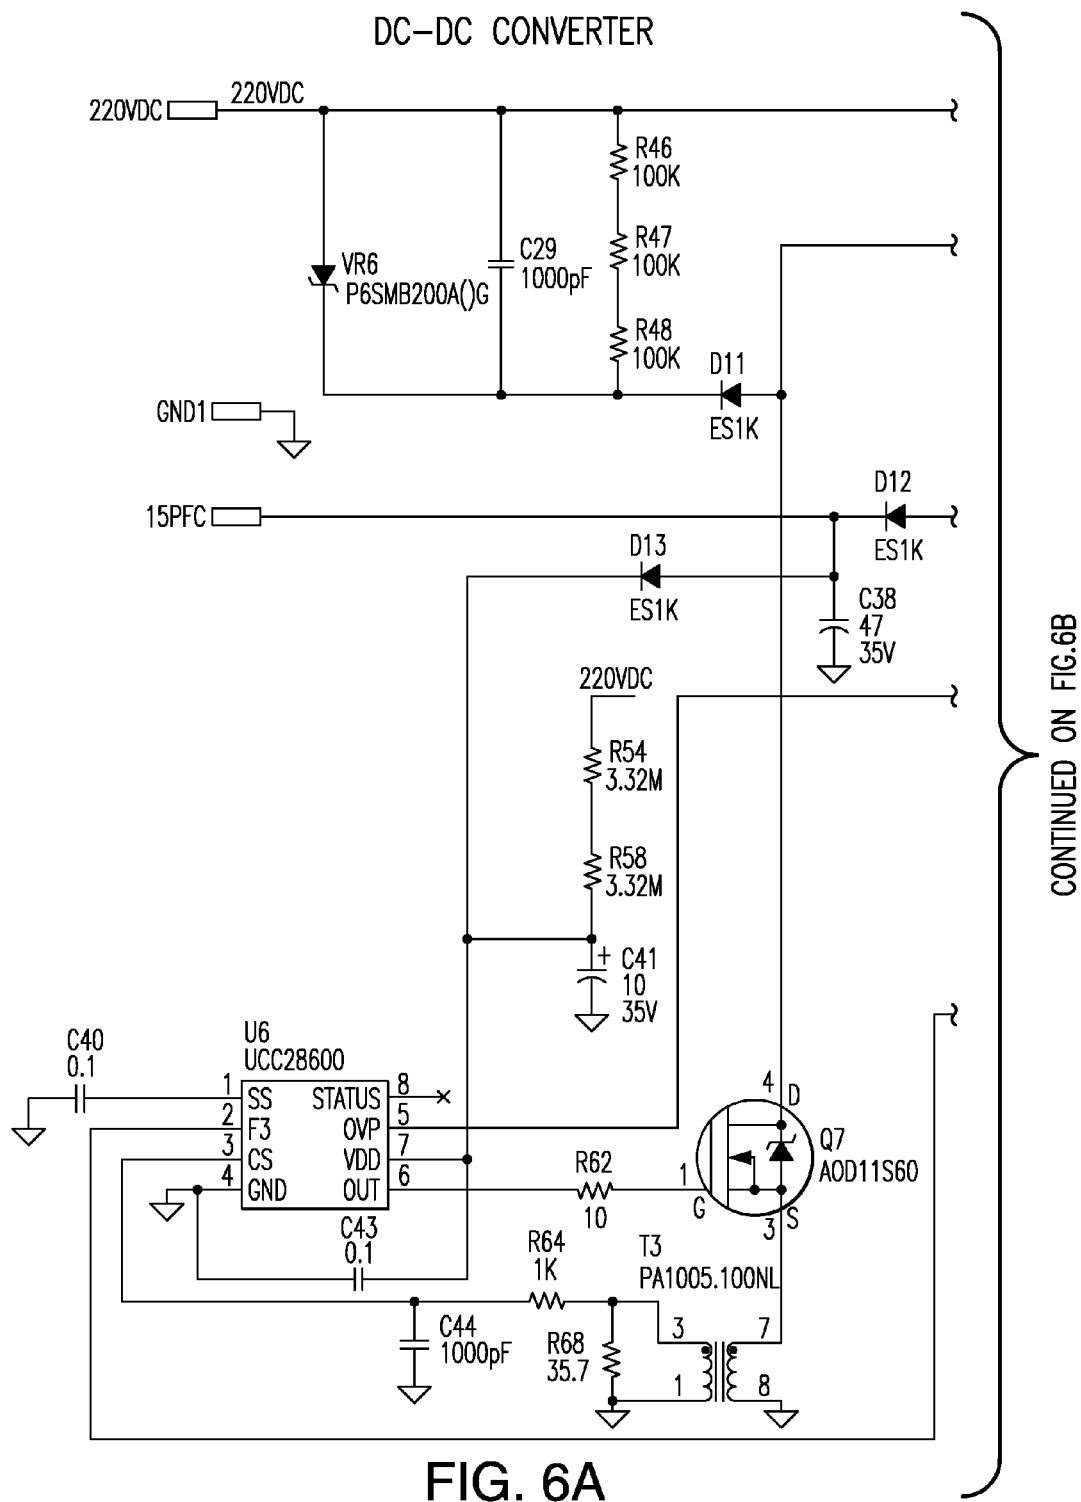 DC-DC CONVERTER
220VDC
220VDC
R46
100K
R47
100K
VR6
P6SMB200A()G
C29
1000pF
R48
100K
D11
ES1K
GND1
15PFC
D12
ES1K
D13
ES1K
C38
47
35V
220VDC
R54
3.32M
R58
3.32M
+
C41
10
35V
C40
0.1
U6
UCC28600
1 SS STATUS 8
2 F3 OVP 5
3 CS VDD 7
4 GND OUT 6
C43
0.1
R62
10
4 D
1
G
3 S
Q7
AOD11S60
R64
1K
T3
PA1005.100NL
C44
1000pF
R68
35.7
3 7
1 8
CONTINUED ON FIG.6B
FIG. 6A